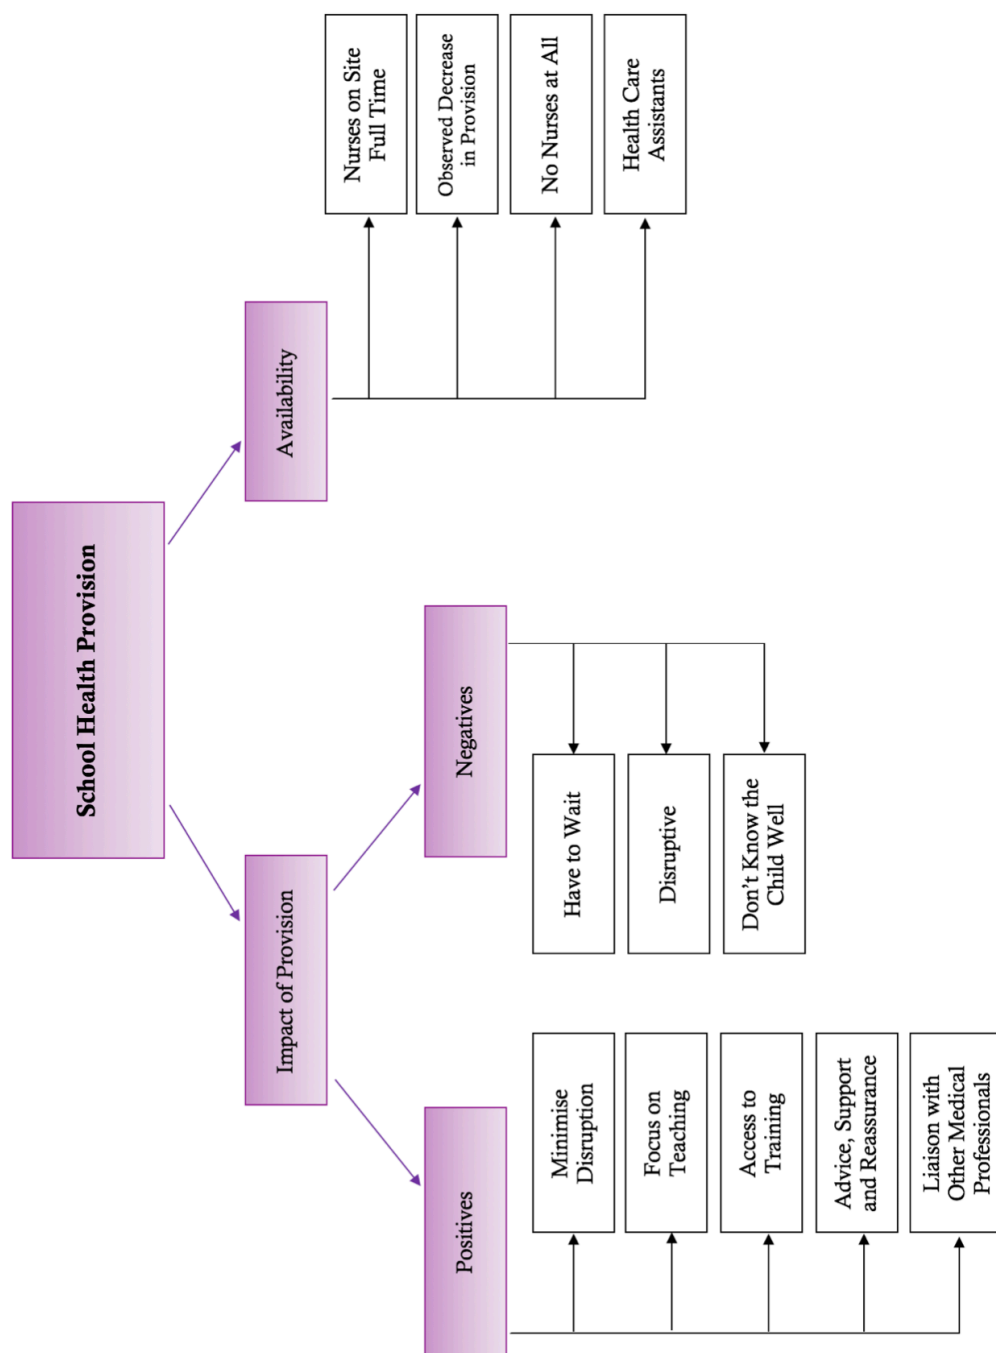 School Health Provision
Impact of Provision
Availability
Positives
Negatives
Minimise
Disruption
Focus on
Teaching
Access to
Training
Advice, Support
and Reassurance
Liaison with
Other Medical
Professionals
Have to Wait
Disruptive
Don’t Know the
Child Well
Nurses on Site
Full Time
Observed Decrease
in Provision
No Nurses at All
Health Care
Assistants